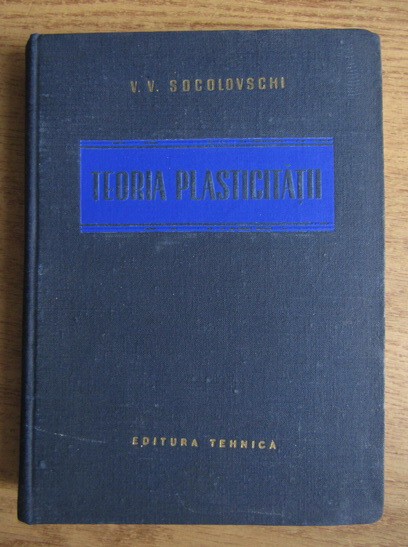 V. V. SOCOLOVSCHI
TEORIA PLASTICITĂȚII
EDITURA TEHNICĂ